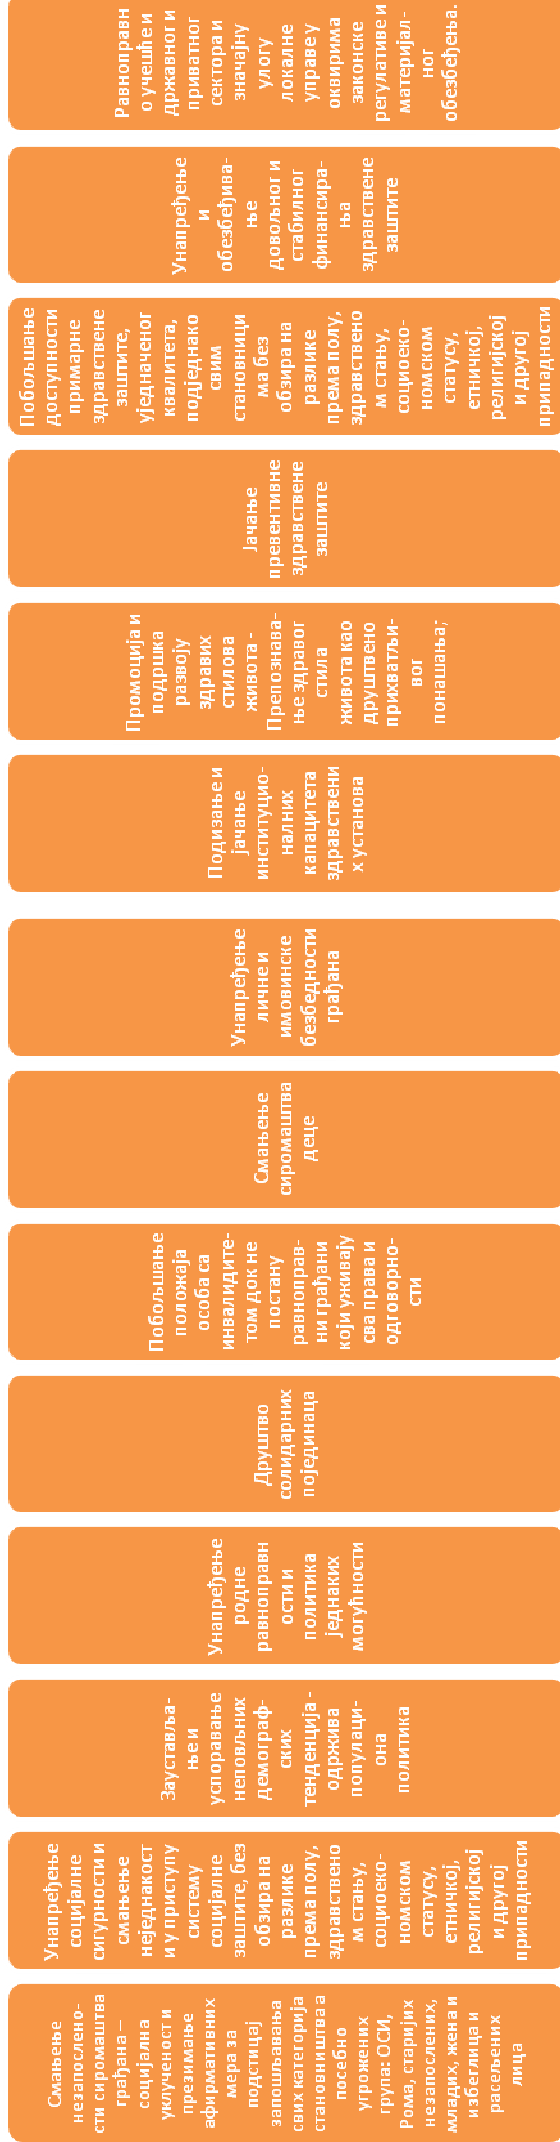 Смањење
незапослено-
сти сиромаштва
грађана –
социјална
укљученост и
презимање
афирмативних
мера за
подстицај
запошљавања
свих категорија
становништва а
посебно
угрожених
група: ОСИ,
Рома, старијих
незапослених,
младих, жена и
избеглица и
расељених
лица
Унапређење
социјалне
сигурности и
смањење
неједнакост
и у приступу
систему
социјалне
заштите, без
обзира на
разлике
према полу,
здравствено
м стању,
социоеко-
номском
статусу,
етничкој,
религијској
и другој
припадности
Заустављa-
ње и
успоравање
неповљних
демограф-
ских
тенденција -
одржива
популаци-
она
политика
Унапређење
родне
равноправн
ости и
политика
једнаких
могућности
Друштво
солидарних
појединаца
Побољшање
положаја
особа са
инвалидите-
том док не
постану
равноправ-
ни грађани
који уживају
сва права и
одговорно-
сти
Смањење
сиромаштва
деце
Унапређење
личне и
имовинске
безбедности
грађана
Подизање и
јачање
институцио-
налних
капацитета
здравствени
х установа
Промоција и
подршка
развоју
здравих
стилова
живота -
Препознава-
ње здравог
стила
живота као
друштвено
прихватљи-
вог
понашања;
Јачање
превентивне
здравствене
заштите
Побољшање
доступности
примарне
здравствене
заштите,
уједначеног
квалитета,
подједнако
свим
становници
ма без
обзира на
разлике
према полу,
здравствено
м стању,
социоеко-
номском
статусу,
етничкој,
религијској
и другој
припадности
Унапређење
и
обезбеђива-
ње
довољног и
стабилног
финансира-
ња
здравствене
заштите
Равноправн
о учешће и
државног и
приватног
сектора и
значајну
улогу
локалне
управе у
оквирима
законске
регулативе и
материјал-
ног
обезбеђења.